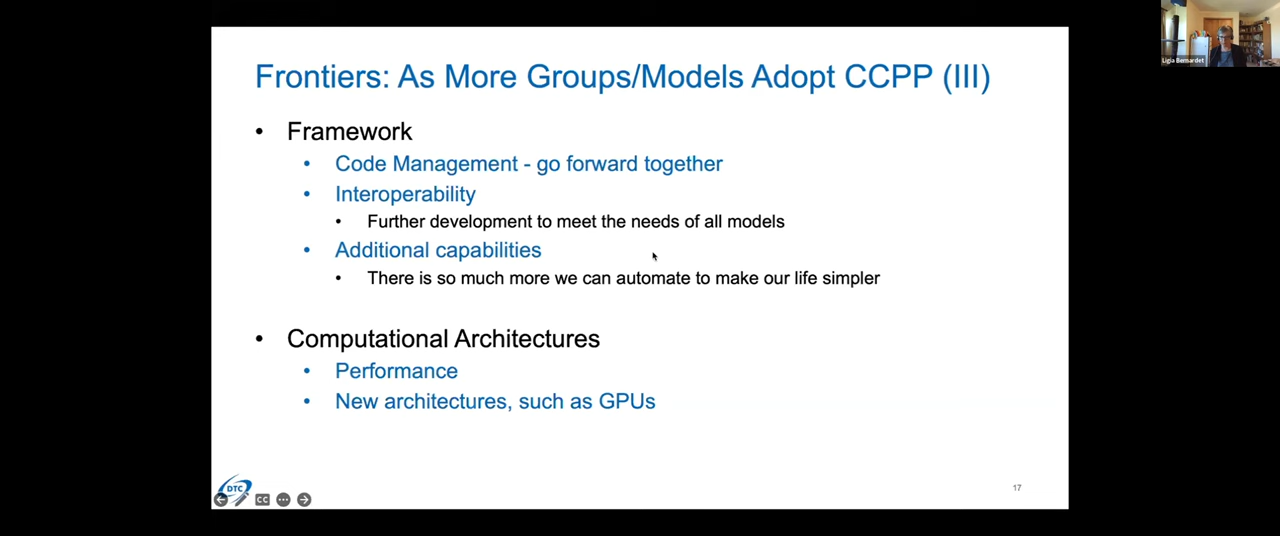 Frontiers: As More Groups/Models Adopt CCPP (III)
• Framework
• Code Management - go forward together
• Interoperability
• Further development to meet the needs of all models
• Additional capabilities
• There is so much more we can automate to make our life simpler
• Computational Architectures
• Performance
• New architectures, such as GPUs
DTC
CC
17
Ligia Bernardet